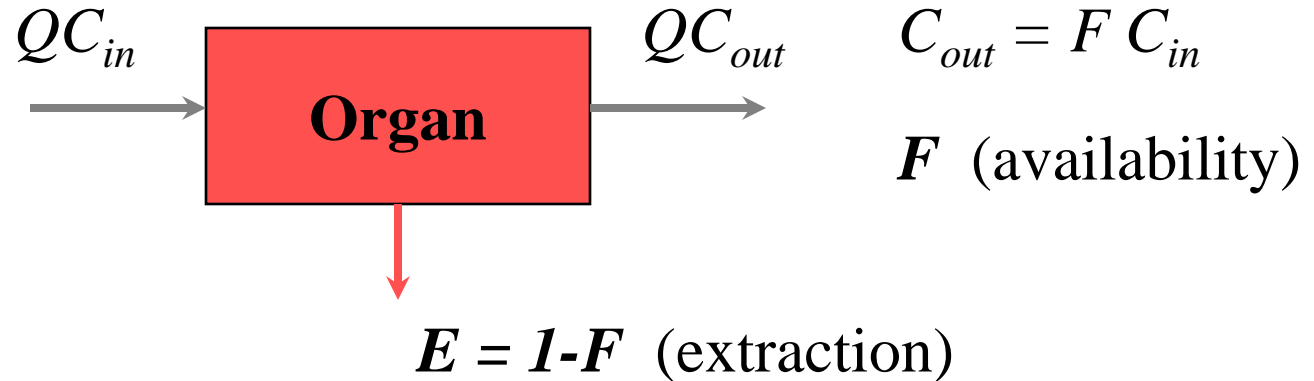 QC_in QC_out C_out = F C_in
Organ
F (availability)
E = 1-F (extraction)